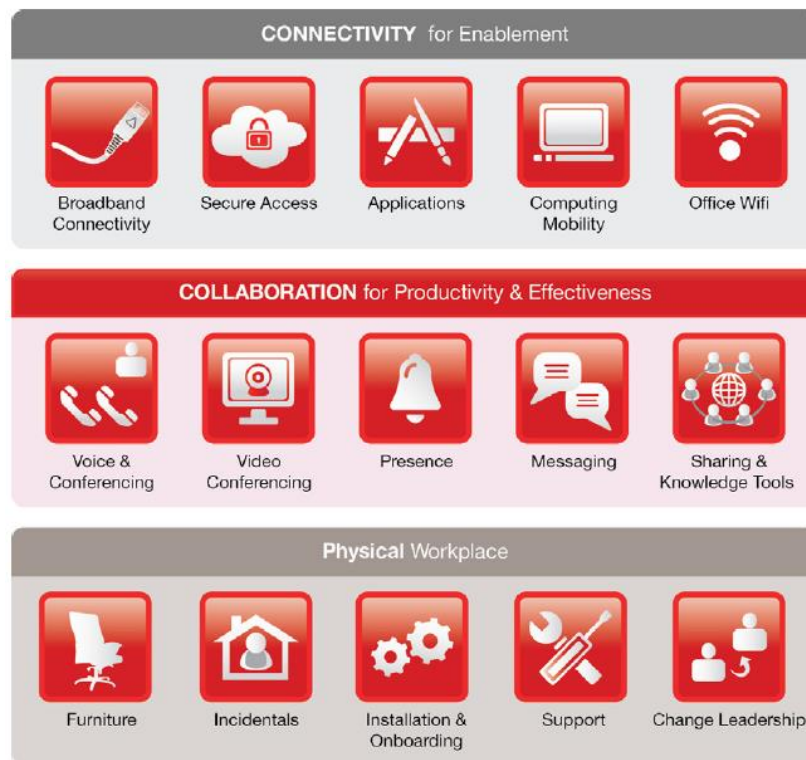 CONNECTIVITY for Enablement
Broadband
Connectivity
Secure Access
Applications
Computing
Mobility
Office Wifi
COLLABORATION for Productivity & Effectiveness
Voice &
Conferencing
Video
Conferencing
Presence
Messaging
Sharing &
Knowledge Tools
Physical Workplace
Furniture
Incidentals
Installation &
Onboarding
Support
Change Leadership